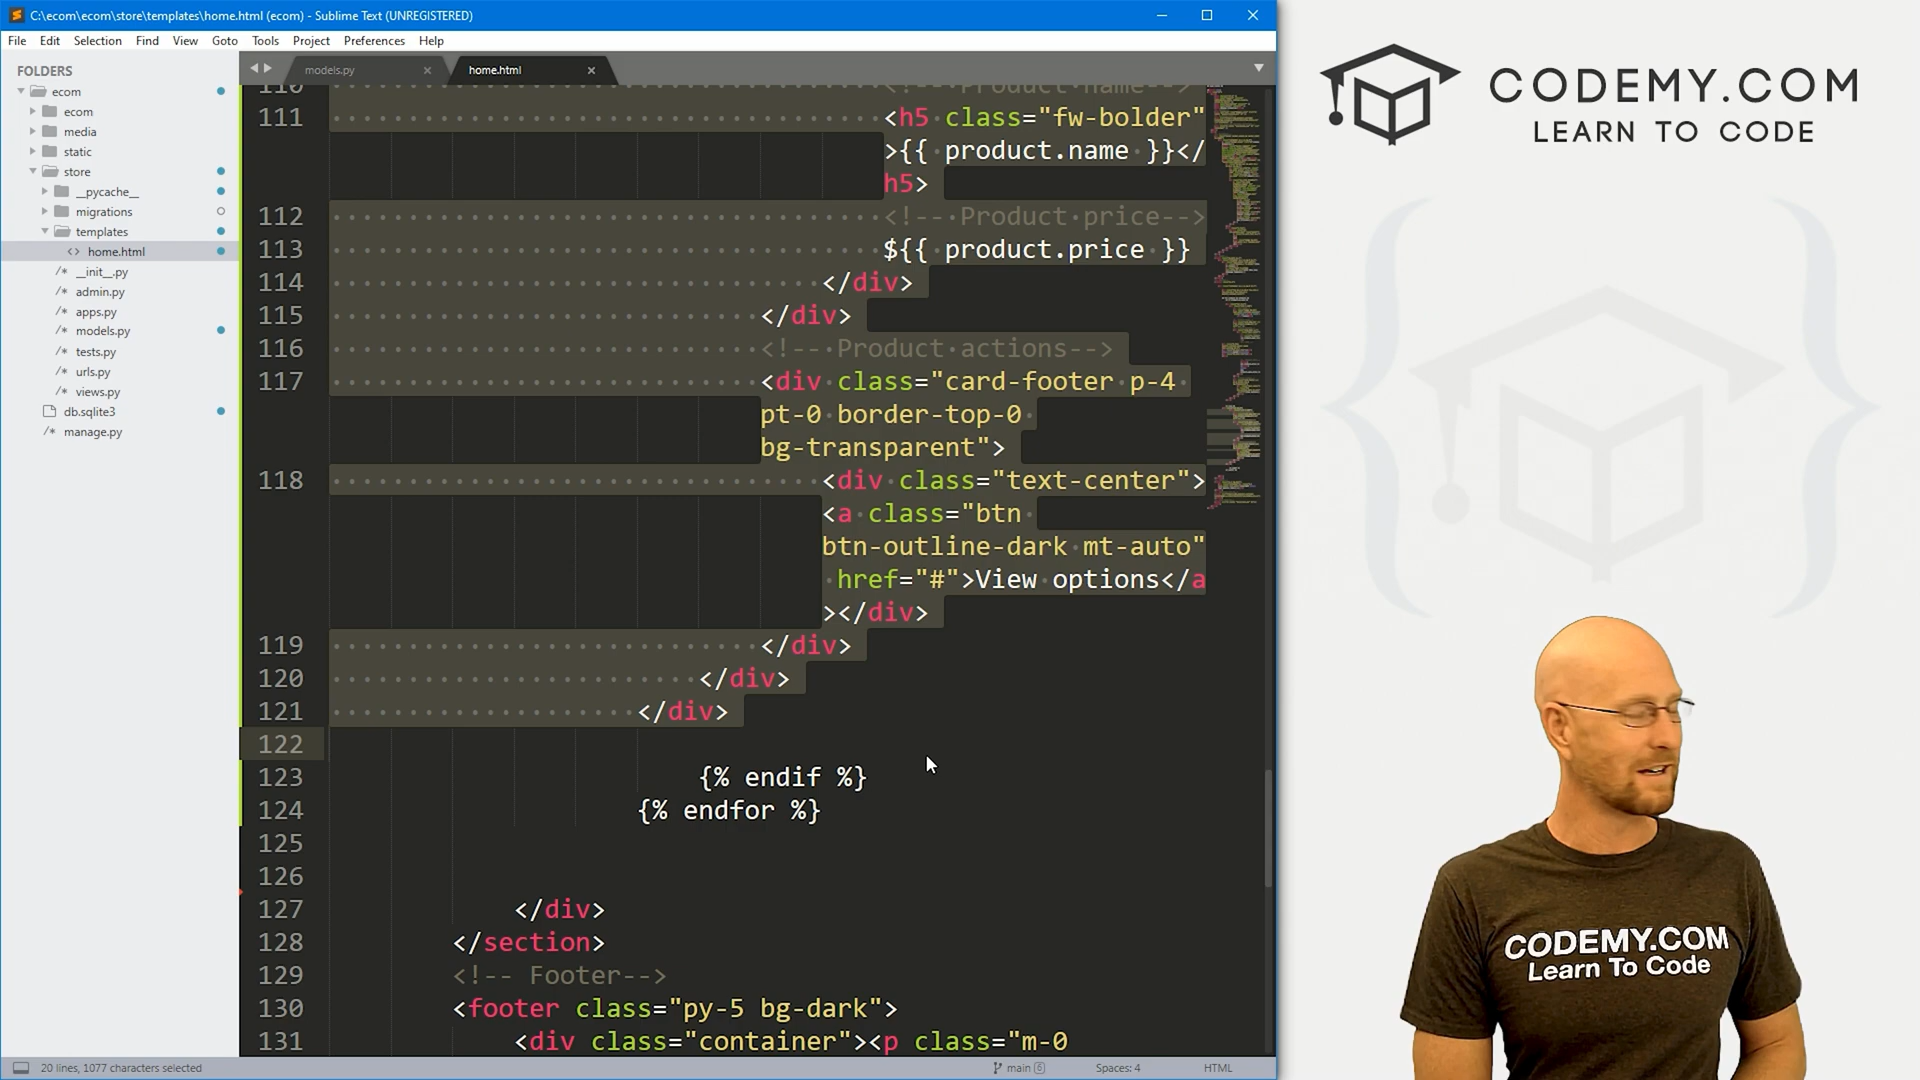 C:\ecom\ecom\store\templates\home.html (ecom) - Sublime Text (UNREGISTERED)
File Edit Selection Find View Goto Tools Project Preferences Help
FOLDERS
ecom
ecom
media
static
store
__pycache__
migrations
templates
<> home.html
/* __init__.py
/* admin.py
/* apps.py
/* models.py
/* tests.py
/* urls.py
/* views.py
db.sqlite3
/* manage.py
models.py × home.html ×
110 <!-- Product name-->
111 <h5 class="fw-bolder"
>{{ product.name }}</
h5>
112 <!-- Product price-->
113 ${{ product.price }}
114 </div>
115 </div>
116 <!-- Product actions-->
117 <div class="card-footer p-4
pt-0 border-top-0
bg-transparent">
118 <div class="text-center">
<a class="btn
btn-outline-dark mt-auto"
href="#">View options</a
></div>
119 </div>
120 </div>
121 </div>
122
123 {% endif %}
124 {% endfor %}
125
126
127 </div>
128 </section>
129 <!-- Footer-->
130 <footer class="py-5 bg-dark">
131 <div class="container"><p class="m-0
20 lines, 1077 characters selected
main 6
Spaces: 4
HTML
CODEMY.COM
LEARN TO CODE
CODEMY.COM
Learn To Code